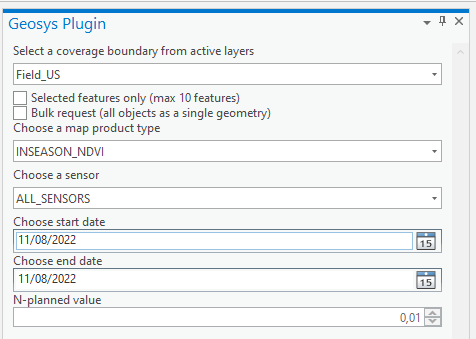 Geosys Plugin
Select a coverage boundary from active layers
Field_US
Selected features only (max 10 features)
Bulk request (all objects as a single geometry)
Choose a map product type
INSEASON_NDVI
Choose a sensor
ALL_SENSORS
Choose start date
11/08/2022
15
Choose end date
11/08/2022
15
N-planned value
0,01